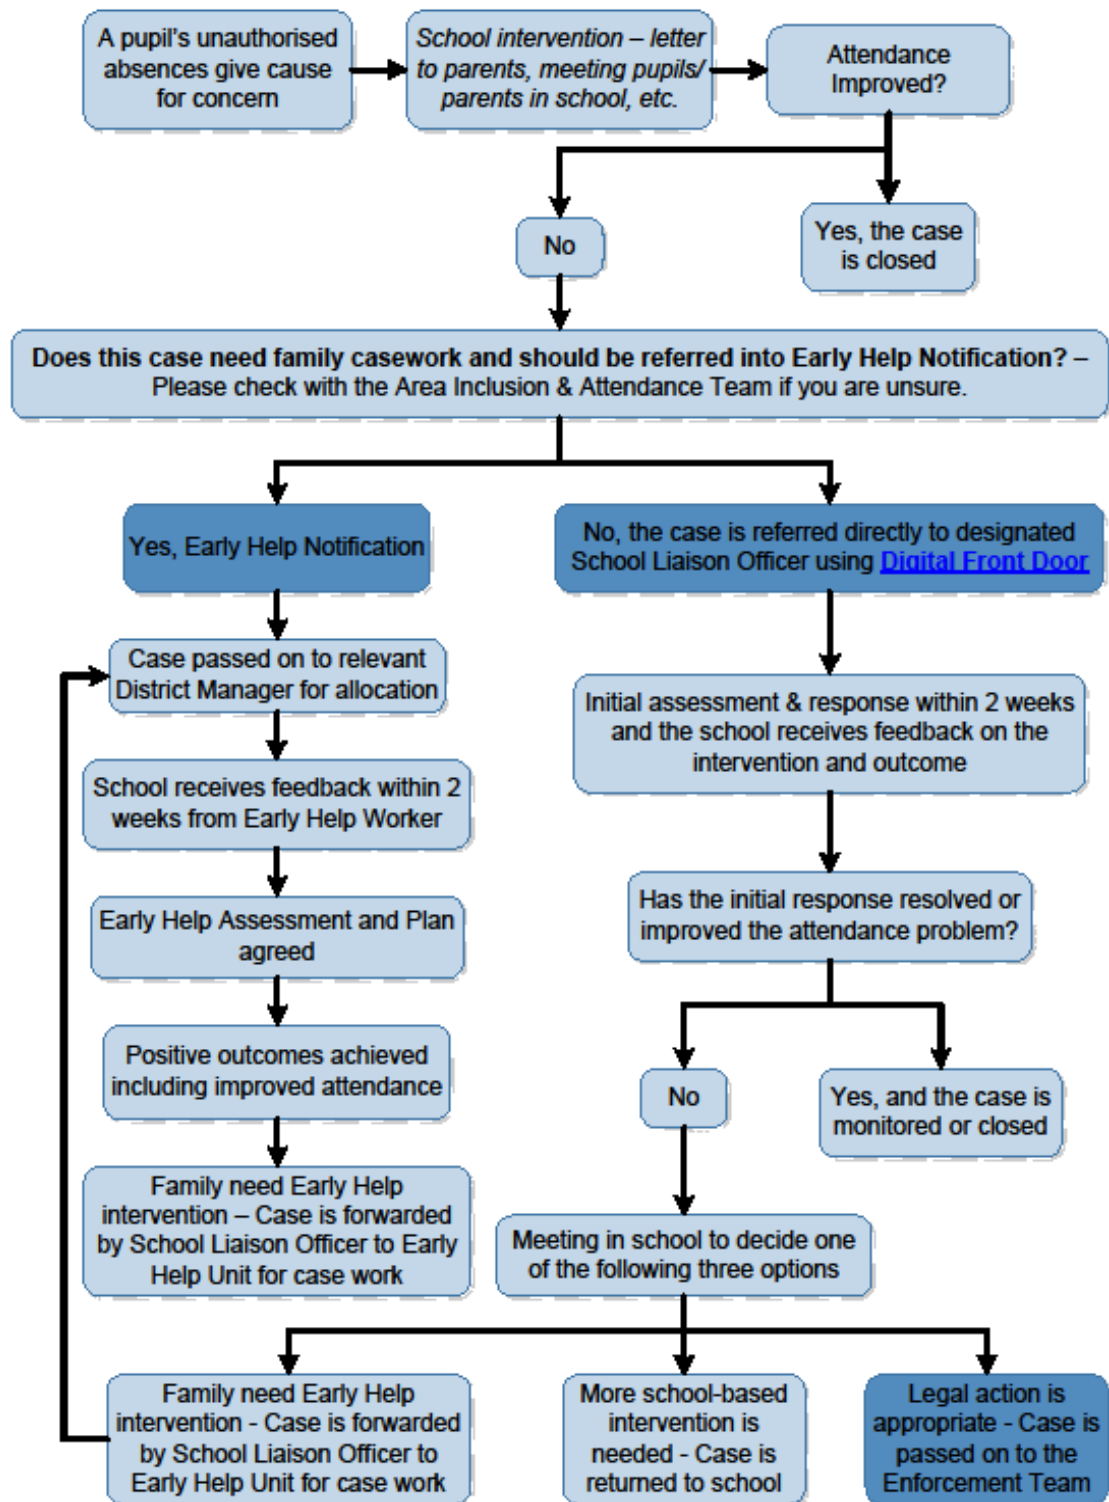 A pupil's unauthorised
absences give cause
for concern
School intervention – letter
to parents, meeting pupils/
parents in school, etc.
Attendance
Improved?
No
Yes, the case
is closed
Does this case need family casework and should be referred into Early Help Notification? –
Please check with the Area Inclusion & Attendance Team if you are unsure.
Yes, Early Help Notification
No, the case is referred directly to designated
School Liaison Officer using Digital Front Door
Case passed on to relevant
District Manager for allocation
Initial assessment & response within 2 weeks
and the school receives feedback on the
intervention and outcome
School receives feedback within 2
weeks from Early Help Worker
Has the initial response resolved or
improved the attendance problem?
Early Help Assessment and Plan
agreed
Positive outcomes achieved
including improved attendance
No
Yes, and the case is
monitored or closed
Family need Early Help
intervention – Case is forwarded
by School Liaison Officer to Early
Help Unit for case work
Meeting in school to decide one
of the following three options
Family need Early Help
intervention - Case is forwarded
by School Liaison Officer to
Early Help Unit for case work
More school-based
intervention is
needed - Case is
returned to school
Legal action is
appropriate - Case is
passed on to the
Enforcement Team